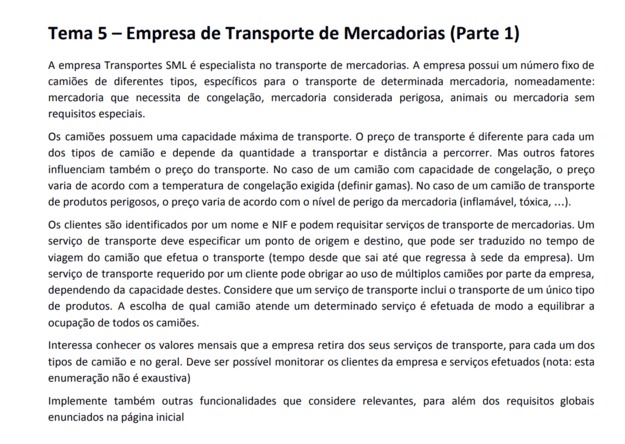 Tema 5 – Empresa de Transporte de Mercadorias (Parte 1)
A empresa Transportes SML é especialista no transporte de mercadorias. A empresa possui um número fixo de
camiões de diferentes tipos, específicos para o transporte de determinada mercadoria, nomeadamente:
mercadoria que necessita de congelação, mercadoria considerada perigosa, animais ou mercadoria sem
requisitos especiais.
Os camiões possuem uma capacidade máxima de transporte. O preço de transporte é diferente para cada um
dos tipos de camião e depende da quantidade a transportar e distância a percorrer. Mas outros fatores
influenciam também o preço do transporte. No caso de um camião com capacidade de congelação, o preço
varia de acordo com a temperatura de congelação exigida (definir gamas). No caso de um camião de transporte
de produtos perigosos, o preço varia de acordo com o nível de perigo da mercadoria (inflamável, tóxica, ...).
Os clientes são identificados por um nome e NIF e podem requisitar serviços de transporte de mercadorias. Um
serviço de transporte deve especificar um ponto de origem e destino, que pode ser traduzido no tempo de
viagem do camião que efetua o transporte (tempo desde que sai até que regressa à sede da empresa). Um
serviço de transporte requerido por um cliente pode obrigar ao uso de múltiplos camiões por parte da empresa,
dependendo da capacidade destes. Considere que um serviço de transporte inclui o transporte de um único tipo
de produtos. A escolha de qual camião atende um determinado serviço é efetuada de modo a equilibrar a
ocupação de todos os camiões.
Interessa conhecer os valores mensais que a empresa retira dos seus serviços de transporte, para cada um dos
tipos de camião e no geral. Deve ser possível monitorar os clientes da empresa e serviços efetuados (nota: esta
enumeração não é exaustiva)
Implemente também outras funcionalidades que considere relevantes, para além dos requisitos globais
enunciados na página inicial